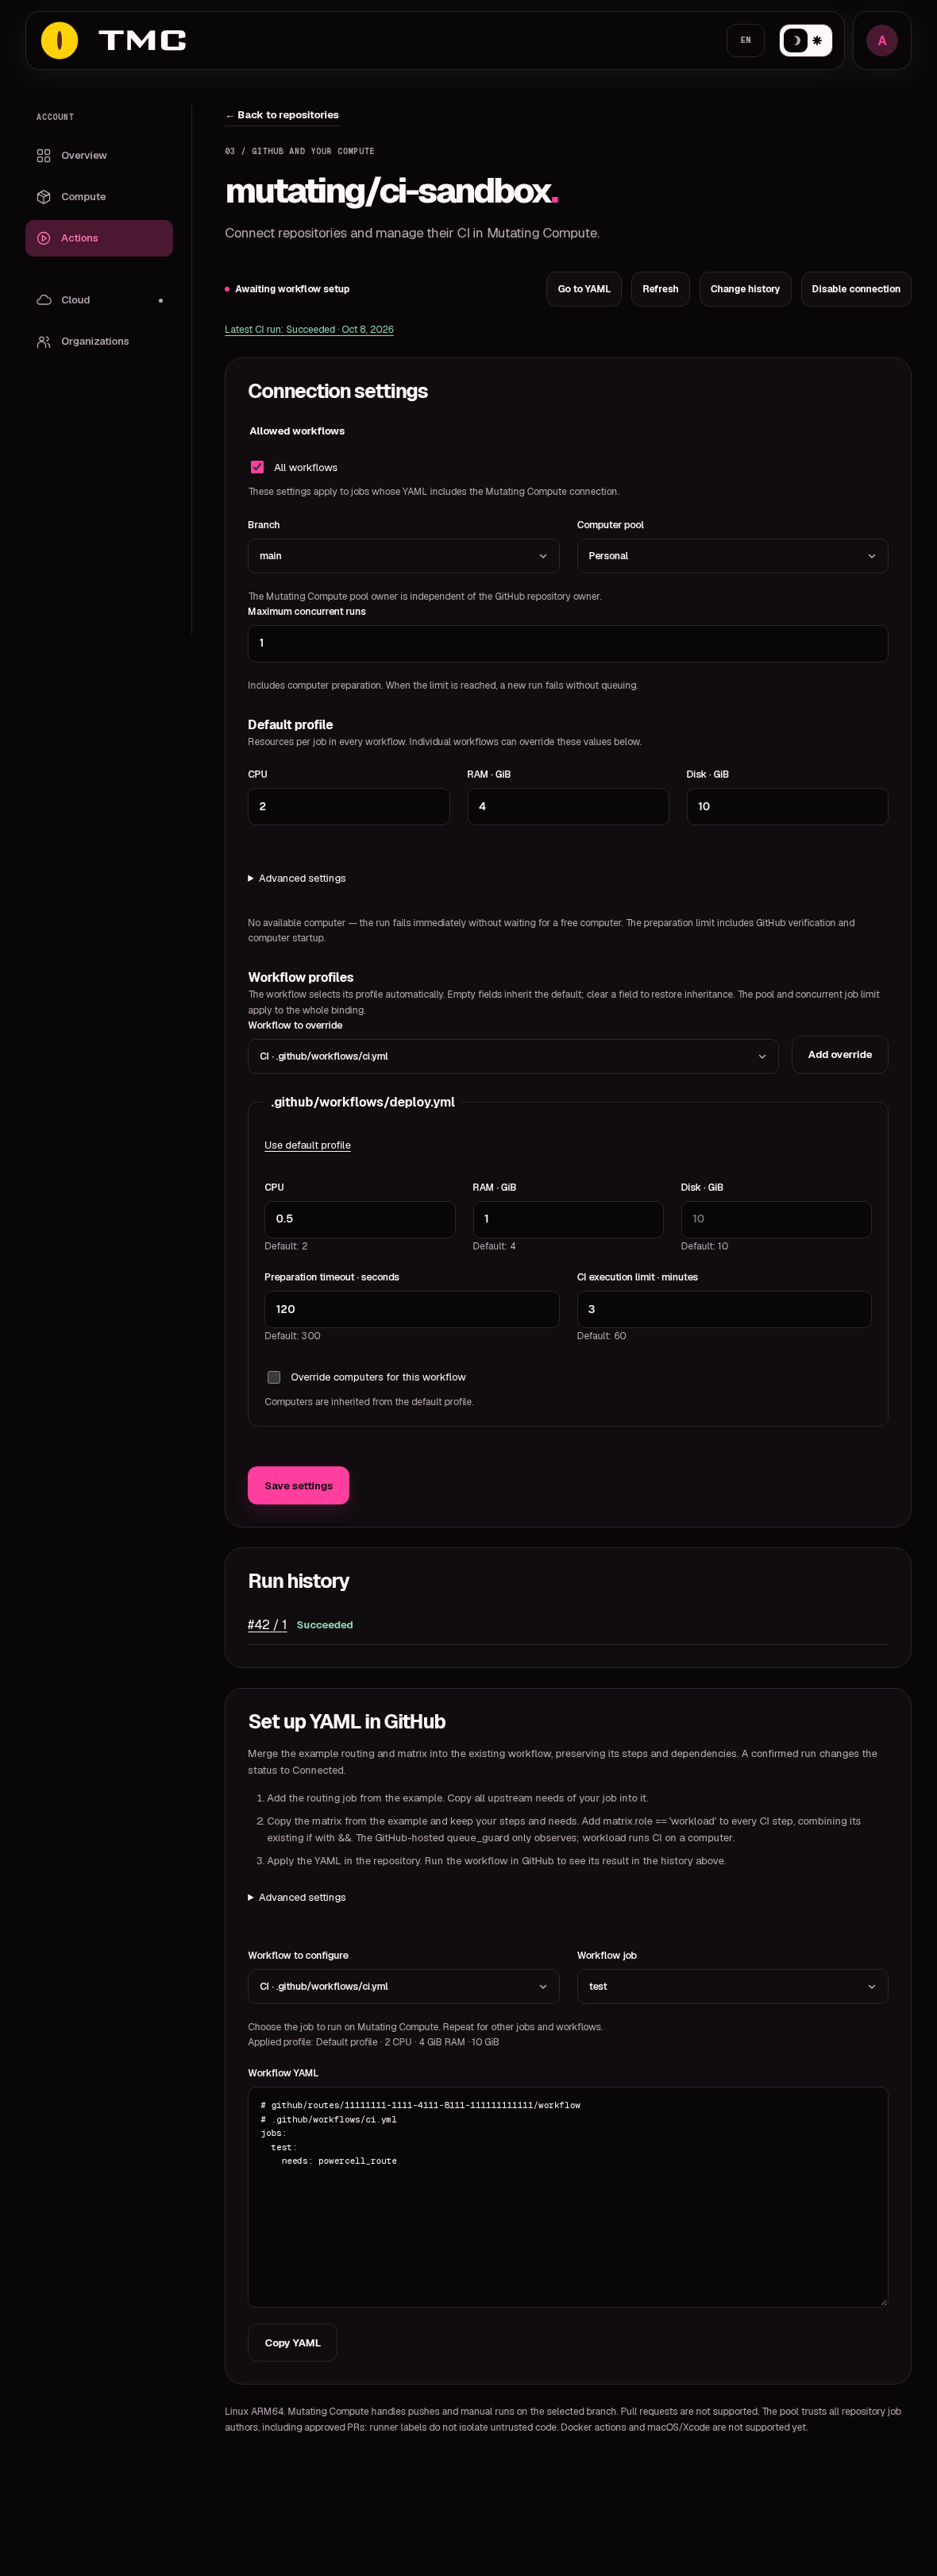 TMC
EN
A
ACCOUNT
Overview
Compute
Actions
Cloud
Organizations
← Back to repositories
03 / GITHUB AND YOUR COMPUTE
mutating/ci-sandbox.
Connect repositories and manage their CI in Mutating Compute.
Awaiting workflow setup
Go to YAML
Refresh
Change history
Disable connection
Latest CI run: Succeeded · Oct 8, 2026
Connection settings
Allowed workflows
All workflows
These settings apply to jobs whose YAML includes the Mutating Compute connection.
Branch
Computer pool
main
Personal
The Mutating Compute pool owner is independent of the GitHub repository owner.
Maximum concurrent runs
1
Includes computer preparation. When the limit is reached, a new run fails without queuing.
Default profile
Resources per job in every workflow. Individual workflows can override these values below.
CPU
RAM · GiB
Disk · GiB
2
4
10
Advanced settings
No available computer — the run fails immediately without waiting for a free computer. The preparation limit includes GitHub verification and
computer startup.
Workflow profiles
The workflow selects its profile automatically. Empty fields inherit the default; clear a field to restore inheritance. The pool and concurrent job limit
apply to the whole binding.
Workflow to override
CI · .github/workflows/ci.yml
Add override
.github/workflows/deploy.yml
Use default profile
CPU
RAM · GiB
Disk · GiB
0.5
1
10
Default: 2
Default: 4
Default: 10
Preparation timeout · seconds
CI execution limit · minutes
120
3
Default: 300
Default: 60
Override computers for this workflow
Computers are inherited from the default profile.
Save settings
Run history
#42 / 1 Succeeded
Set up YAML in GitHub
Merge the example routing and matrix into the existing workflow, preserving its steps and dependencies. A confirmed run changes the
status to Connected.
1. Add the routing job from the example. Copy all upstream needs of your job into it.
2. Copy the matrix from the example and keep your steps and needs. Add matrix.role == 'workload' to every CI step, combining its
existing if with &&. The GitHub-hosted queue_guard only observes; workload runs CI on a computer.
3. Apply the YAML in the repository. Run the workflow in GitHub to see its result in the history above.
Advanced settings
Workflow to configure
Workflow job
CI · .github/workflows/ci.yml
test
Choose the job to run on Mutating Compute. Repeat for other jobs and workflows.
Applied profile: Default profile · 2 CPU · 4 GiB RAM · 10 GiB
Workflow YAML
# github/routes/11111111-1111-4111-8111-111111111111/workflow
# .github/workflows/ci.yml
jobs:
test:
needs: powercell_route
Copy YAML
Linux ARM64. Mutating Compute handles pushes and manual runs on the selected branch. Pull requests are not supported. The pool trusts all repository job
authors, including approved PRs: runner labels do not isolate untrusted code. Docker actions and macOS/Xcode are not supported yet.